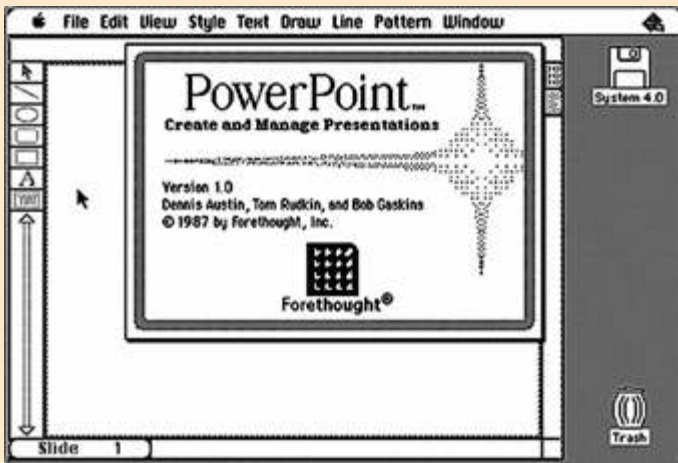 File Edit View Style Text Draw Line Pattern Window
PowerPoint™
Create and Manage Presentations
System 4.0
A
Version 1.0
Dennis Austin, Tom Rudkin, and Bob Gaskins
© 1987 by Forethought, Inc.
Forethought®
Trash
Slide 1